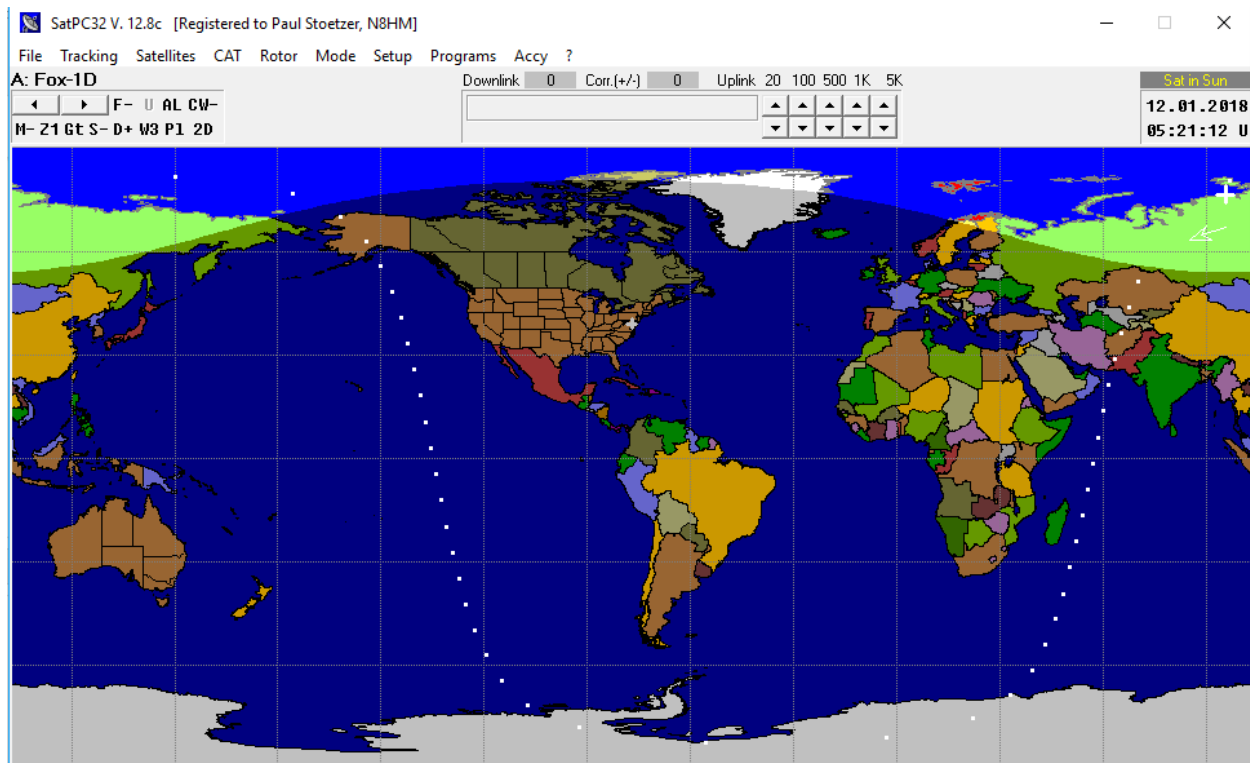 SatPC32 V. 12.8c [Registered to Paul Stoetzer, N8HM]
File Tracking Satellites CAT Rotor Mode Setup Programs Accy ?
A: Fox-1D Downlink 0 Corr.(+/-) 0 Uplink 20 100 500 1K 5K Sat in Sun
F- U AL CW- 12.01.2018
M- Z1 Gt S- D+ W3 Pl 2D 05:21:12 U